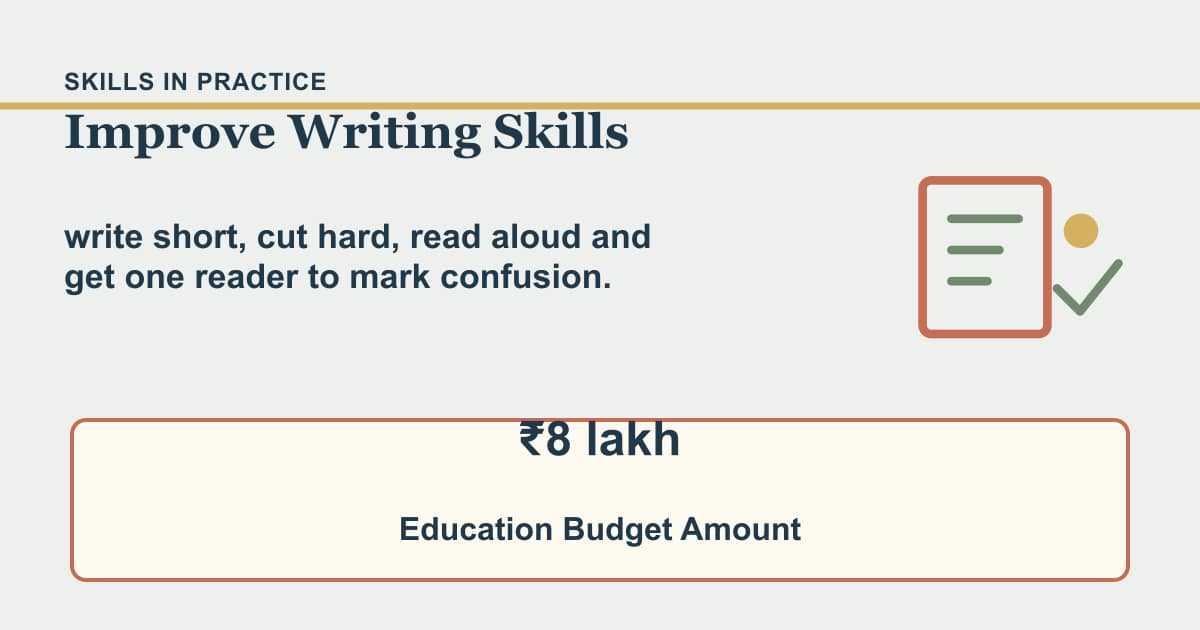 SKILLS IN PRACTICE
Improve Writing Skills
write short, cut hard, read aloud and
get one reader to mark confusion.
₹8 lakh
Education Budget Amount